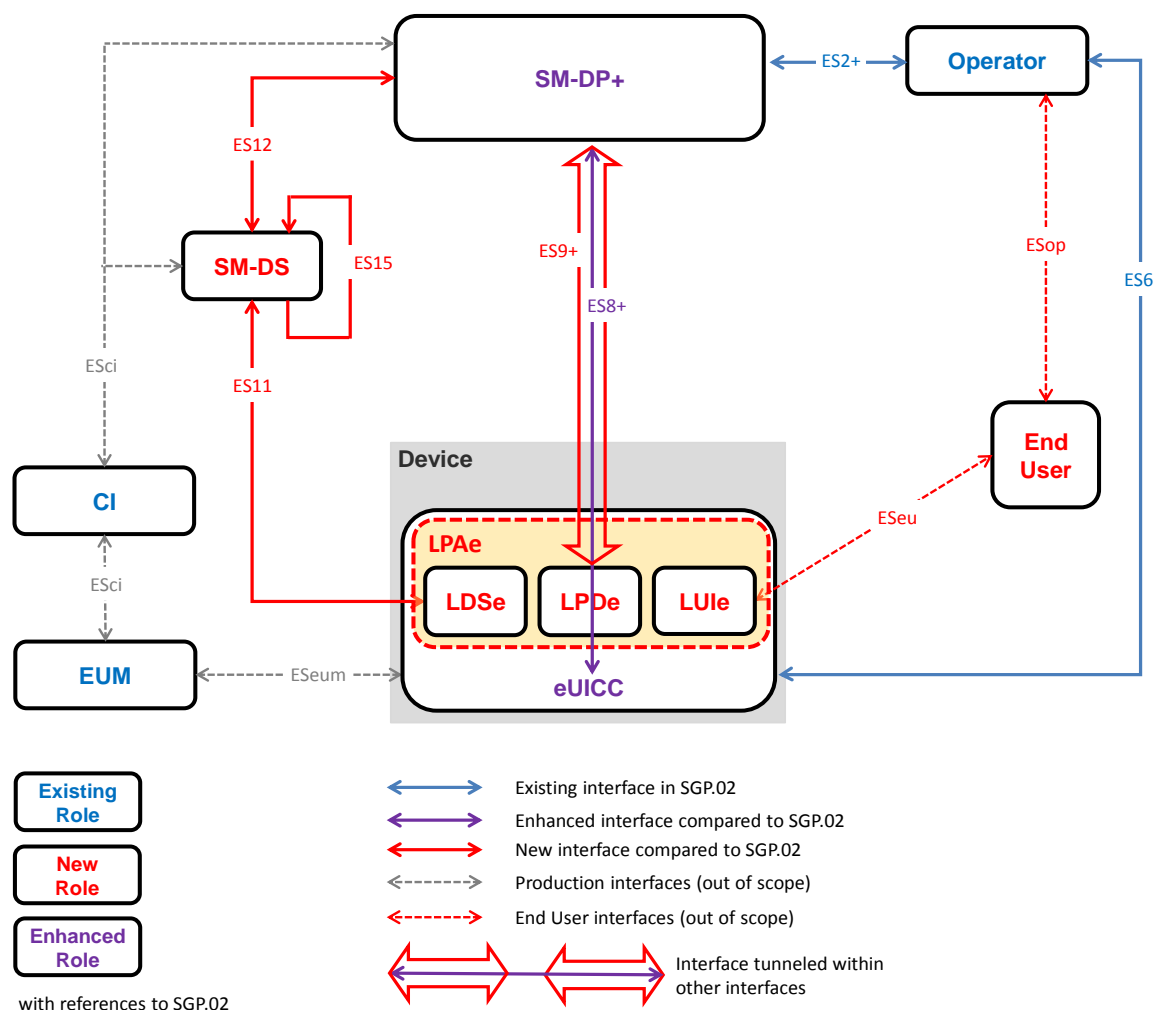 SM-DP+
ES2+
Operator
ES12
SM-DS
ES15
ES9+
ES8+
ESop
ES6
ESci
ES11
End
User
Device
CI
ESeu
LPAe
LDSe
LPDe
LUIe
ESci
EUM
ESeum
eUICC
Existing
Role
New
Role
Enhanced
Role
with references to SGP.02
Existing interface in SGP.02
Enhanced interface compared to SGP.02
New interface compared to SGP.02
Production interfaces (out of scope)
End User interfaces (out of scope)
Interface tunneled within
other interfaces